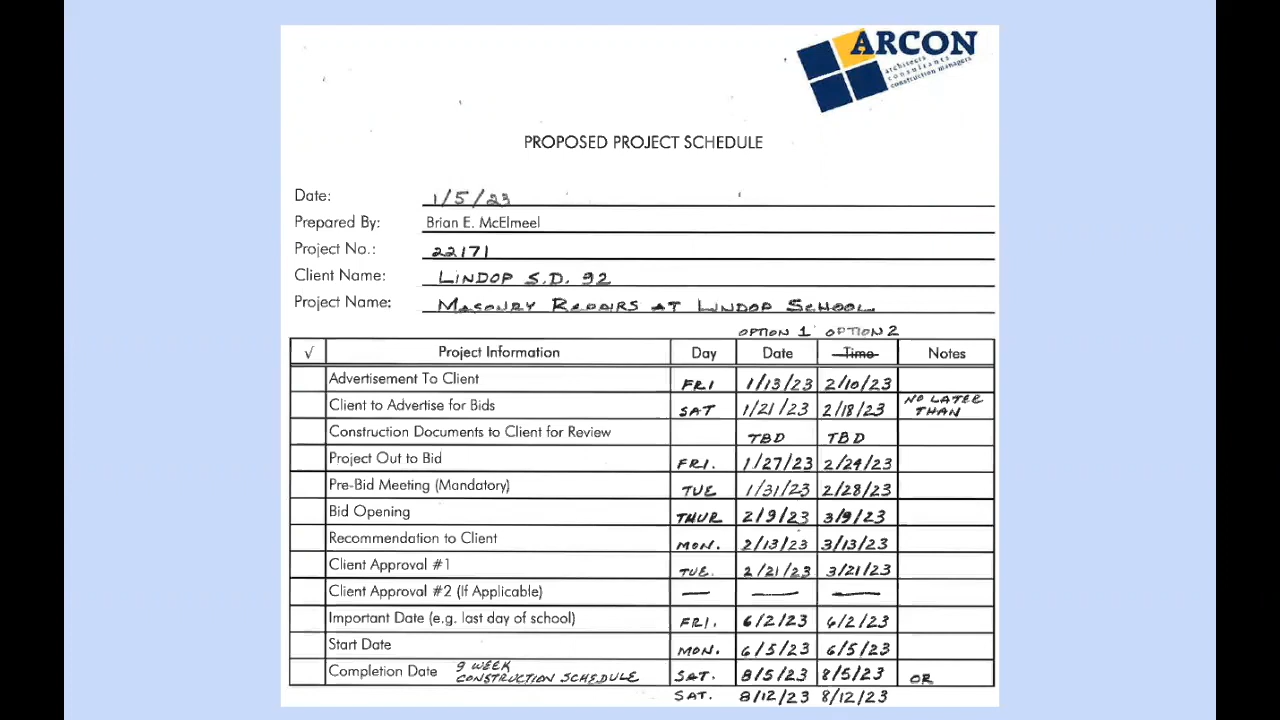 ARCON
architects
consultants
construction managers
PROPOSED PROJECT SCHEDULE
Date: 1/5/23
Prepared By: Brian E. McElmeel
Project No.: 22171
Client Name: LINDOP S.D. 92
Project Name: MASONRY REPAIRS AT LINDOP SCHOOL
OPTION 1 OPTION 2
√ Project Information Day Date Time Notes
Advertisement To Client FRI 1/13/23 2/10/23
Client to Advertise for Bids SAT 1/21/23 2/18/23 NO LATER THAN
Construction Documents to Client for Review TBD TBD
Project Out to Bid FRI. 1/27/23 2/24/23
Pre-Bid Meeting (Mandatory) TUE 1/31/23 2/28/23
Bid Opening THUR 2/9/23 3/9/23
Recommendation to Client MON. 2/13/23 3/13/23
Client Approval #1 TUE. 2/21/23 3/21/23
Client Approval #2 (If Applicable) — — —
Important Date (e.g. last day of school) FRI. 6/2/23 6/2/23
Start Date MON. 6/5/23 6/5/23
Completion Date 9 WEEK CONSTRUCTION SCHEDULE SAT. 8/5/23 8/5/23 OR
SAT. 8/12/23 8/12/23